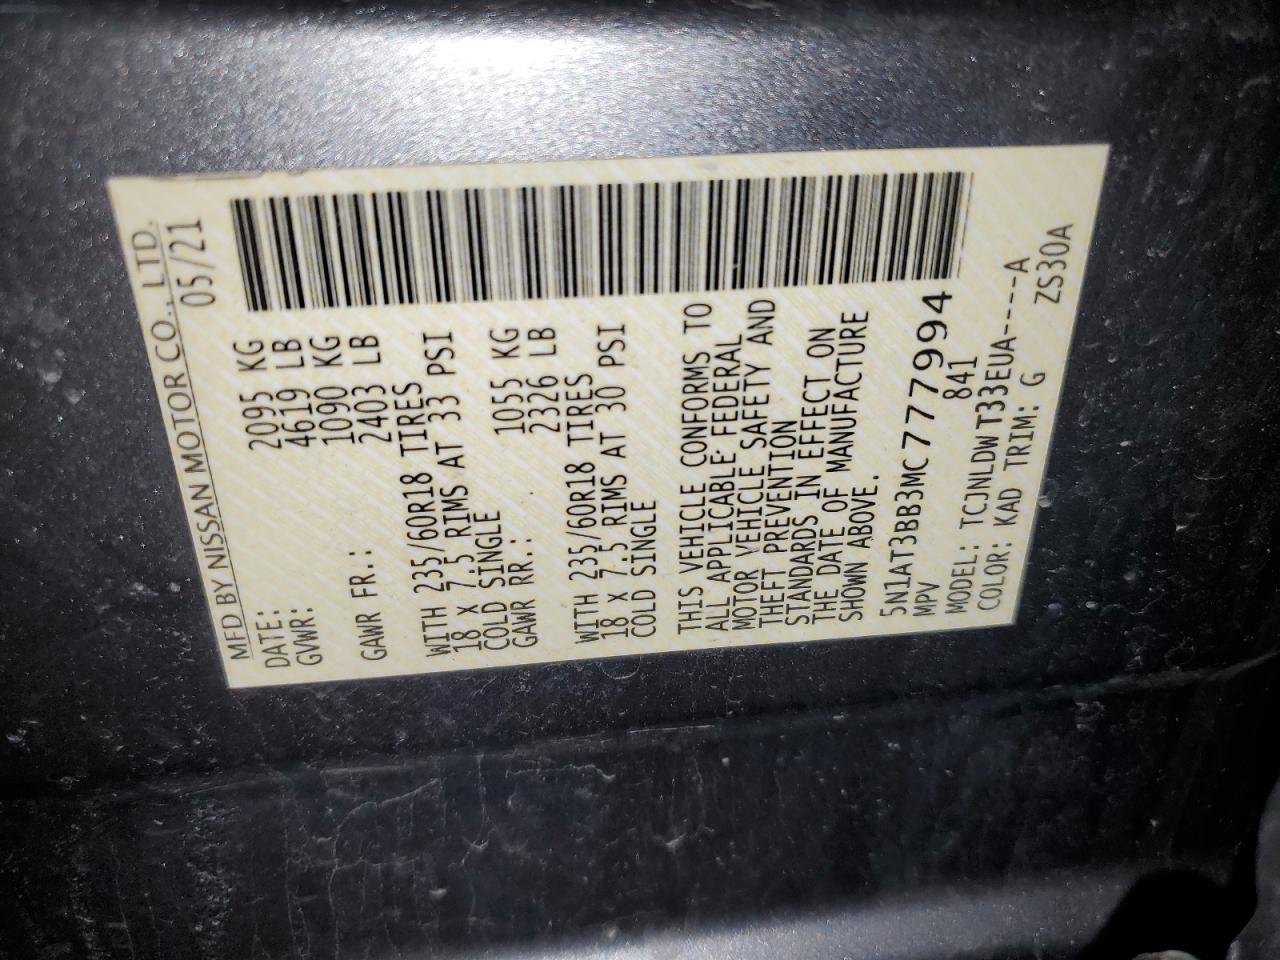 MFD BY NISSAN MOTOR CO., LTD.
DATE: 05/21
GVWR: 2095 KG
4619 LB
GAWR FR.: 1090 KG
2403 LB
WITH 235/60R18 TIRES
18 X 7.5 RIMS AT 33 PSI
COLD SINGLE
GAWR RR.: 1055 KG
2326 LB
WITH 235/60R18 TIRES
18 X 7.5 RIMS AT 30 PSI
COLD SINGLE
THIS VEHICLE CONFORMS TO
ALL APPLICABLE FEDERAL
MOTOR VEHICLE SAFETY AND
THEFT PREVENTION
STANDARDS IN EFFECT ON
THE DATE OF MANUFACTURE
SHOWN ABOVE.
5N1AT3BB3MC777994
MPV 841
MODEL: TCJNLDWT33EUA----A
COLOR: KAD TRIM: G ZS30A